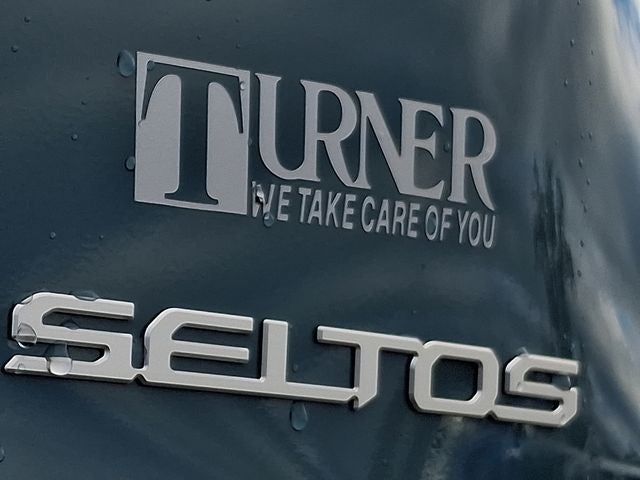 TURNER
WE TAKE CARE OF YOU
SELTOS